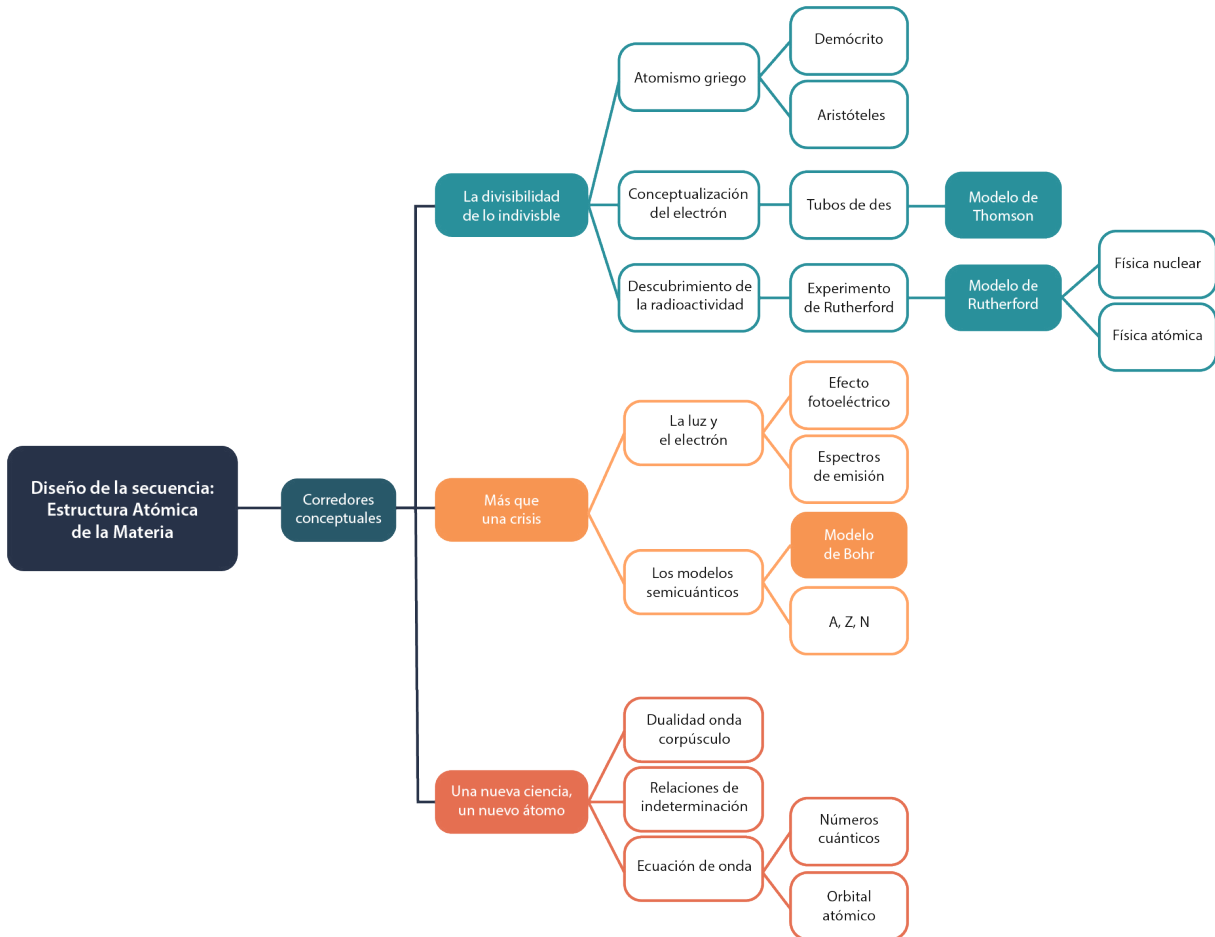 Diseño de la secuencia:
Estructura Atómica
de la Materia
Corredores
conceptuales
La divisibilidad
de lo indivisble
Atomismo griego
Demócrito
Aristóteles
Conceptualización
del electrón
Tubos de des
Modelo de
Thomson
Descubrimiento de
la radioactividad
Experimento
de Rutherford
Modelo de
Rutherford
Física nuclear
Física atómica
Más que
una crisis
La luz y
el electrón
Efecto
fotoeléctrico
Espectros
de emisión
Los modelos
semicuánticos
Modelo
de Bohr
A, Z, N
Una nueva ciencia,
un nuevo átomo
Dualidad onda
corpúsculo
Relaciones de
indeterminación
Ecuación de onda
Números
cuánticos
Orbital
atómico